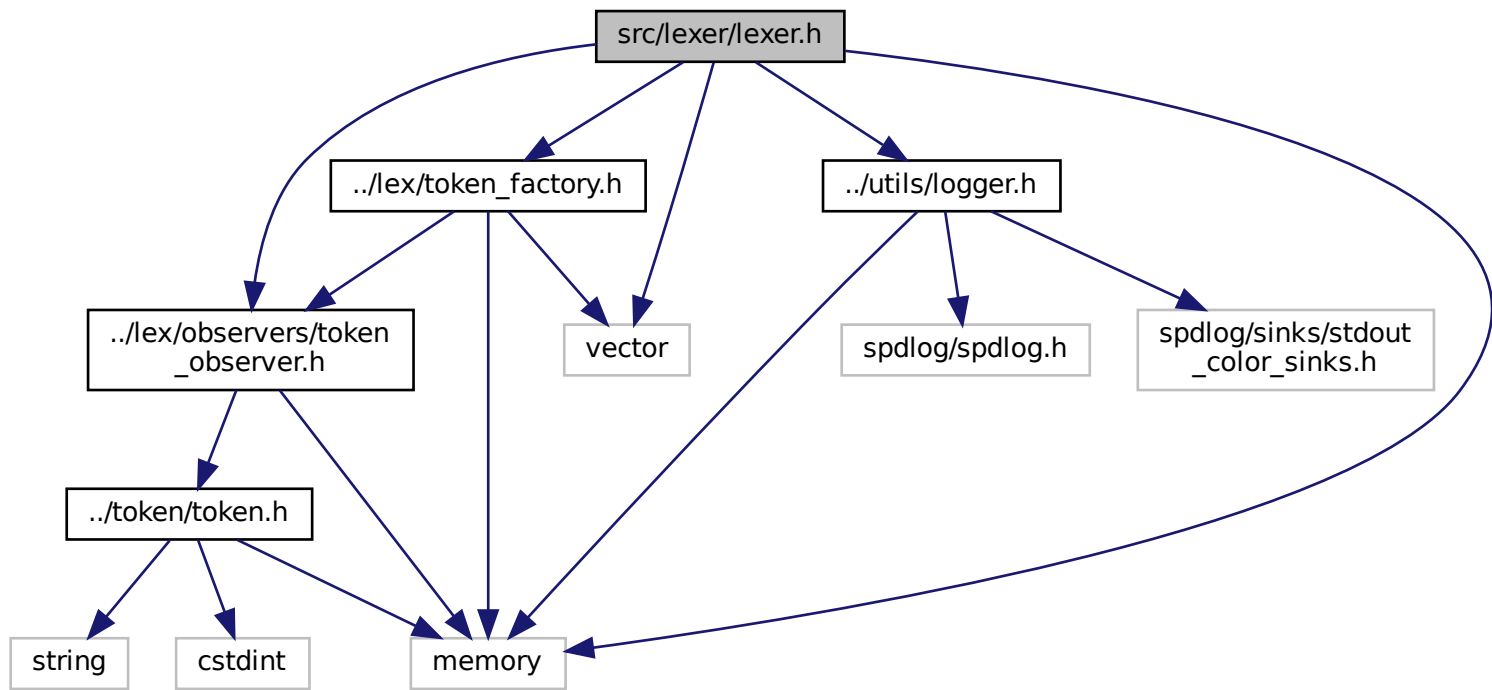 src/lexer/lexer.h
../lex/token_factory.h
../utils/logger.h
../lex/observers/token
_observer.h
vector
spdlog/spdlog.h
spdlog/sinks/stdout
_color_sinks.h
../token/token.h
string
cstdint
memory